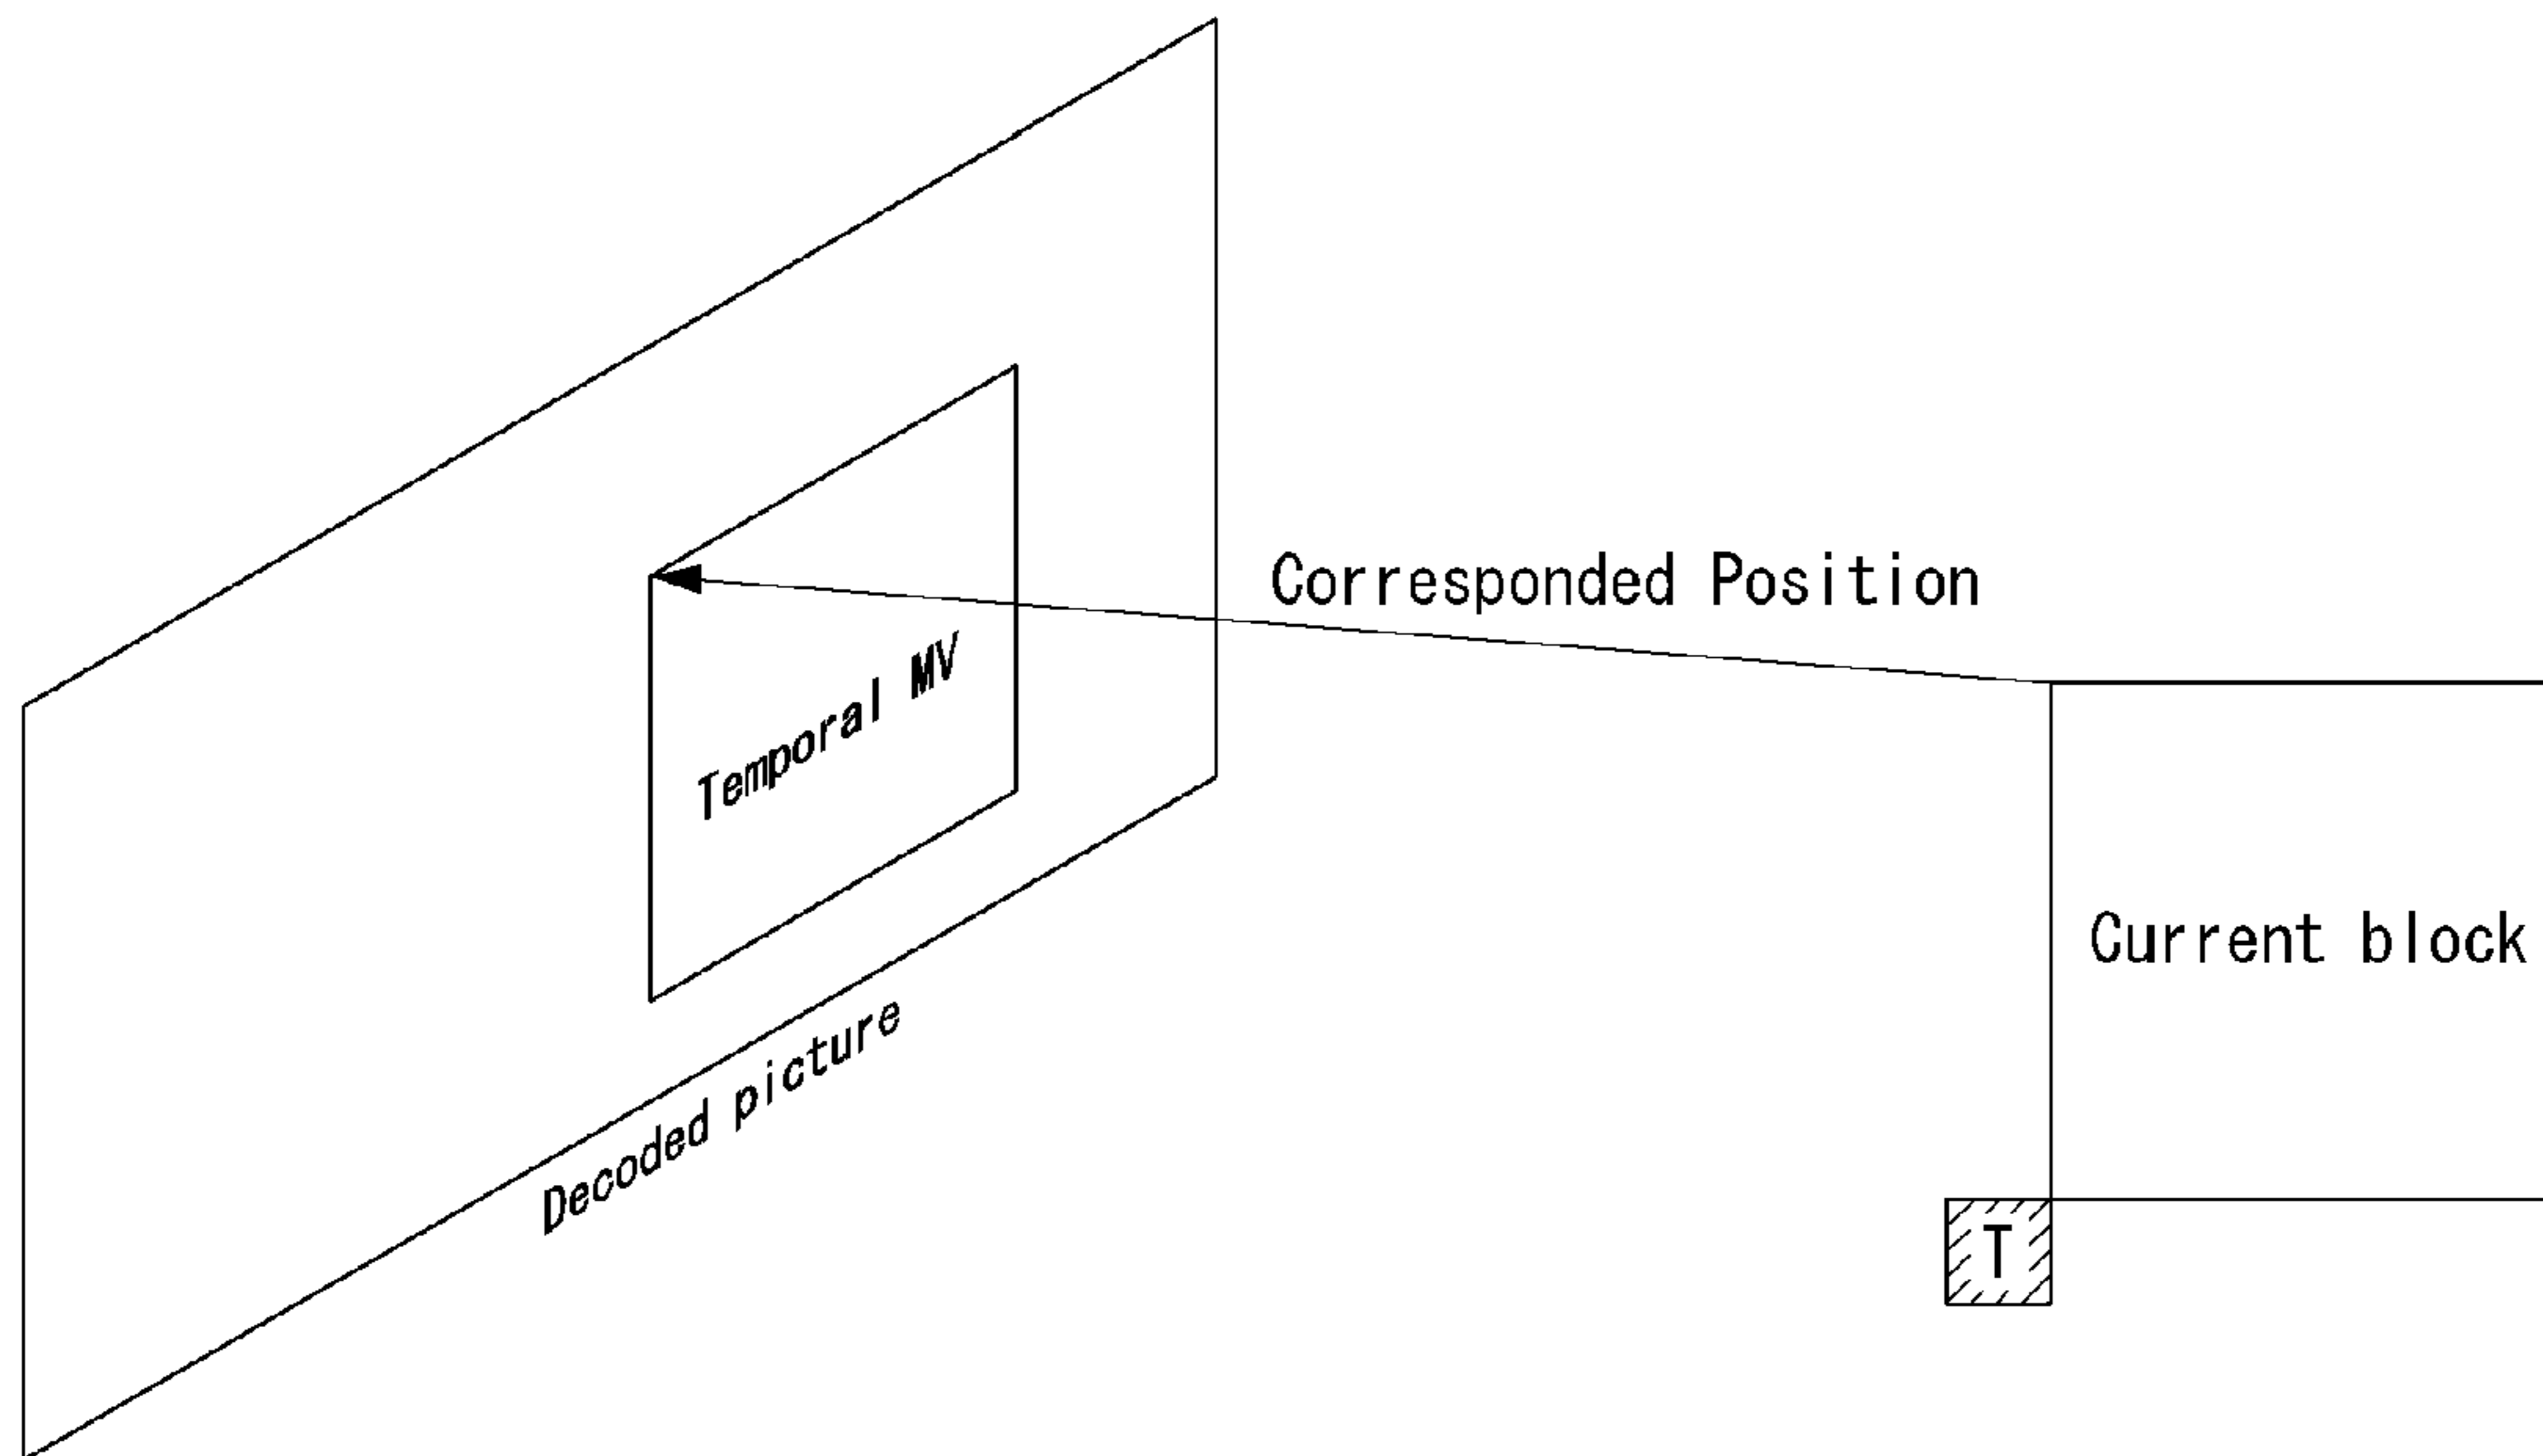 Corresponded Position
Temporal MV
Current block
Decoded picture
T